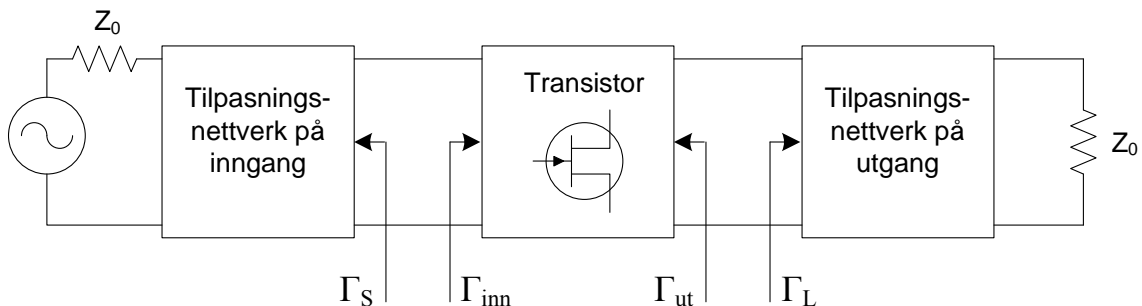 Z0
Tilpasnings-
nettverk på
inngang
Transistor
Tilpasnings-
nettverk på
utgang
Z0
ΓS
Γinn
Γut
ΓL